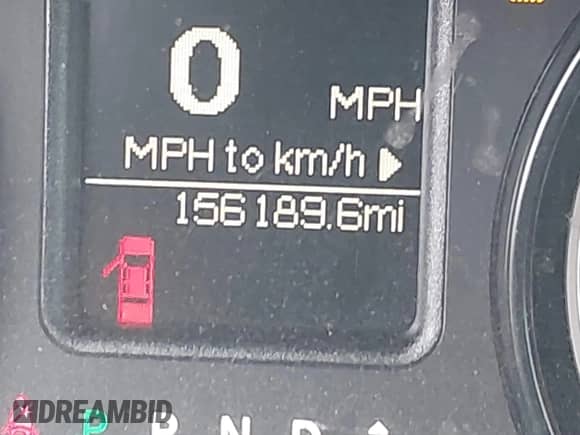 0
MPH
MPH to km/h
156189.6mi
P R N D
DREAMBID